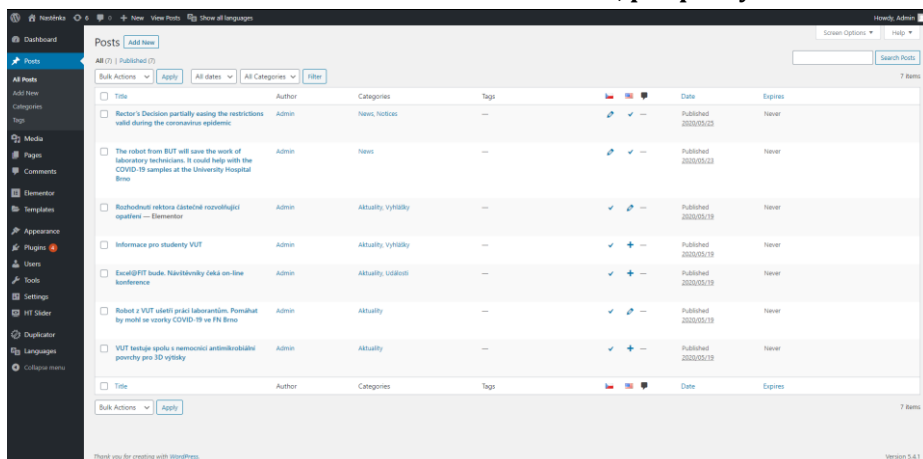 Nastěnka 6 0 New View Posts Show all languages Howdy, Admin
Screen Options ▼ Help ▼
Dashboard
Posts
All Posts
Add New
Categories
Tags
Media
Pages
Comments
Elementor
Templates
Appearance
Plugins 4
Users
Tools
Settings
HT Slider
Duplicator
Languages
Collapse menu
Posts Add New
All (7) | Published (7)
Search Posts
Bulk Actions Apply All dates All Categories Filter 7 items
Title Author Categories Tags Date Expires
Rector's Decision partially easing the restrictions Admin News, Notices — — Published Never
valid during the coronavirus epidemic 2020/05/25
The robot from BUT will save the work of Admin News — — Published Never
laboratory technicians. It could help with the 2020/05/23
COVID-19 samples at the University Hospital
Brno
Rozhodnutí rektora částečně rozvolňující Admin Aktuality, Vyhlášky — — Published Never
opatření — Elementor 2020/05/19
Informace pro studenty VUT Admin Aktuality, Vyhlášky — — Published Never
2020/05/19
Excel@FIT bude. Návštěvníky čeká on-line Admin Aktuality, Události — — Published Never
konference 2020/05/19
Robot z VUT ušetří práci laborantům. Pomáhat Admin Aktuality — — Published Never
by mohl se vzorky COVID-19 ve FN Brno 2020/05/19
VUT testuje spolu s nemocnicí antimikrobiální Admin Aktuality — — Published Never
povrchy pro 3D výtisky 2020/05/19
Title Author Categories Tags Date Expires
Bulk Actions Apply 7 items
Thank you for creating with WordPress. Version 5.4.1